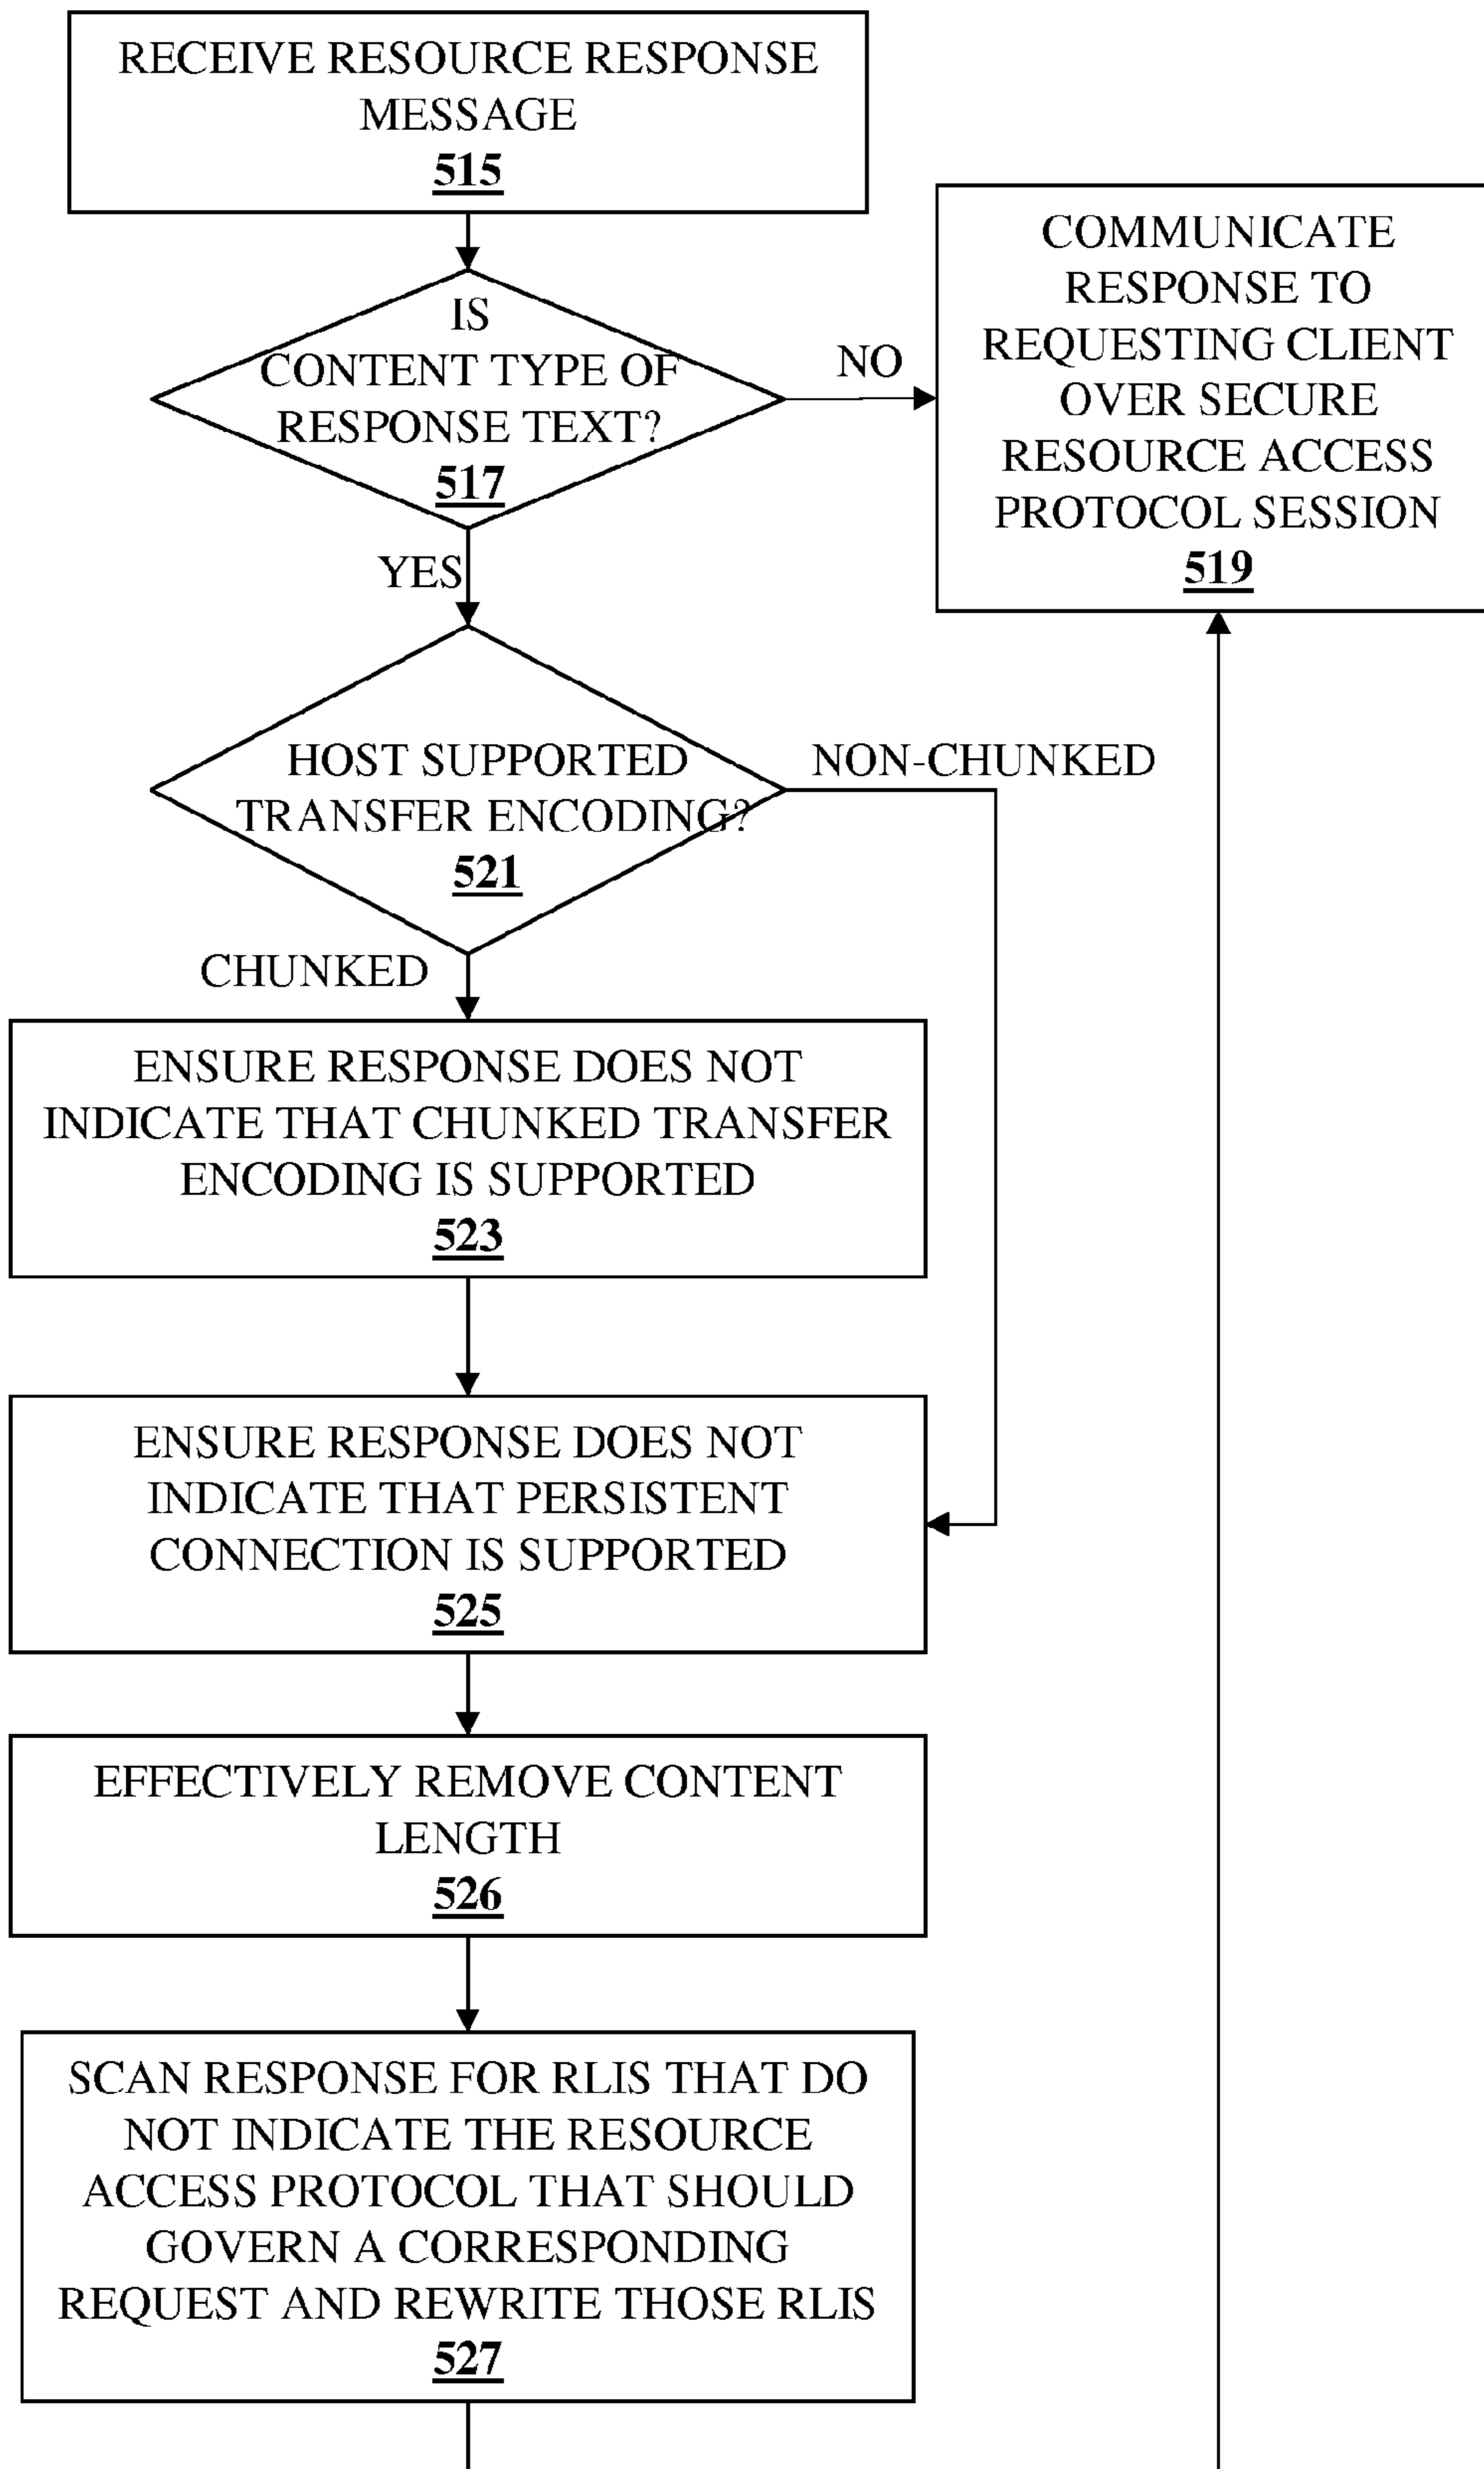 RECEIVE RESOURCE RESPONSE
MESSAGE
515
IS
CONTENT TYPE OF
RESPONSE TEXT?
517
NO
COMMUNICATE
RESPONSE TO
REQUESTING CLIENT
OVER SECURE
RESOURCE ACCESS
PROTOCOL SESSION
519
YES
HOST SUPPORTED
TRANSFER ENCODING?
521
NON-CHUNKED
CHUNKED
ENSURE RESPONSE DOES NOT
INDICATE THAT CHUNKED TRANSFER
ENCODING IS SUPPORTED
523
ENSURE RESPONSE DOES NOT
INDICATE THAT PERSISTENT
CONNECTION IS SUPPORTED
525
EFFECTIVELY REMOVE CONTENT
LENGTH
526
SCAN RESPONSE FOR RLIS THAT DO
NOT INDICATE THE RESOURCE
ACCESS PROTOCOL THAT SHOULD
GOVERN A CORRESPONDING
REQUEST AND REWRITE THOSE RLIS
527